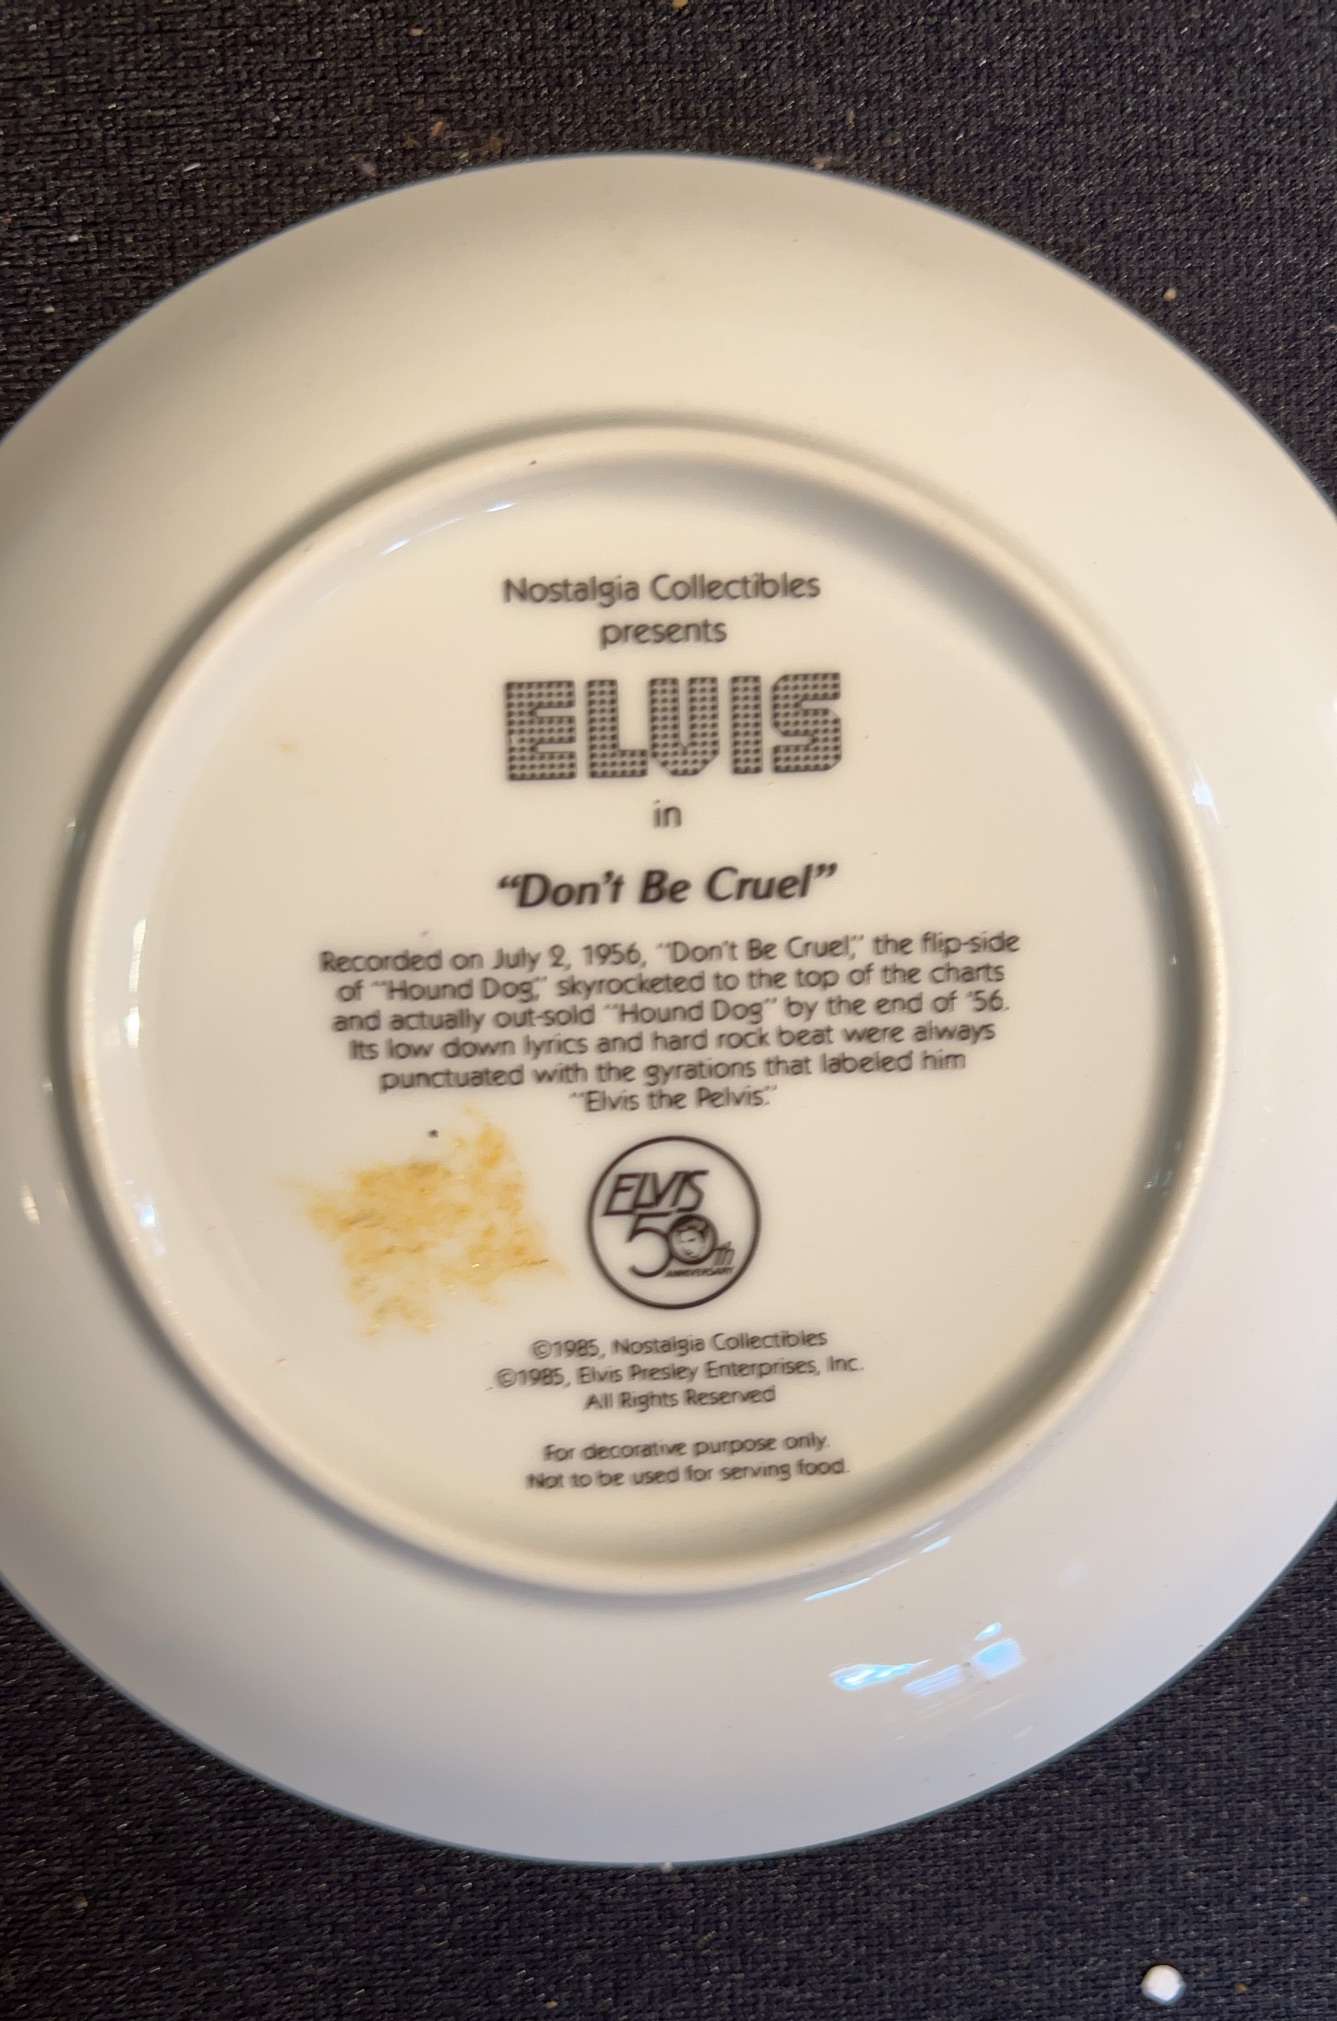 Nostalgia Collectibles
presents
ELVIS
in
“Don't Be Cruel”
Recorded on July 2, 1956, “Don't Be Cruel,” the flip-side
of “Hound Dog,” skyrocketed to the top of the charts
and actually out-sold “Hound Dog” by the end of '56.
Its low down lyrics and hard rock beat were always
punctuated with the gyrations that labeled him
“Elvis the Pelvis.”
ELVIS
50th
ANNIVERSARY
©1985, Nostalgia Collectibles
©1985, Elvis Presley Enterprises, Inc.
All Rights Reserved
For decorative purpose only.
Not to be used for serving food.